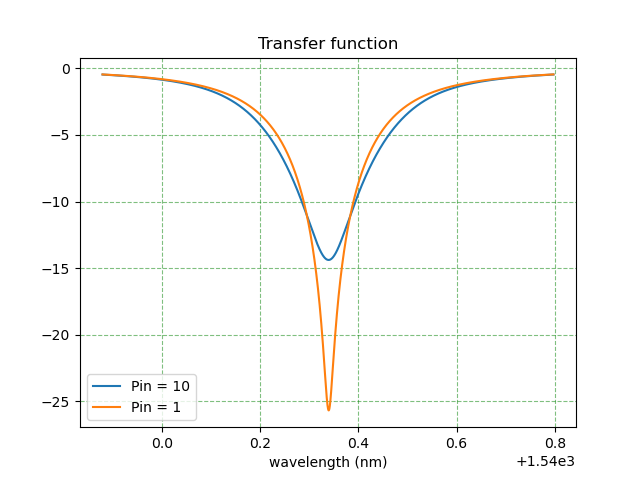 Transfer function
0
−5
−10
−15
−20
−25
Pin = 10
Pin = 1
0.0 0.2 0.4 0.6 0.8
wavelength (nm) +1.54e3